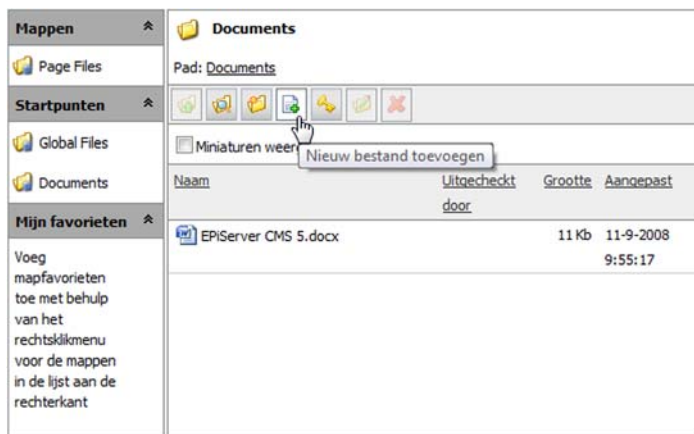 Mappen
Page Files
Startpunten
Global Files
Documents
Mijn favorieten
Voeg
mapfavorieten
toe met behulp
van het
rechtsklikmenu
voor de mappen
in de lijst aan de
rechterkant
Documents
Pad: Documents
Miniaturen
Nieuw bestand toevoegen
Naam Uitgecheckt Grootte Aangepast
door
EPiServer CMS 5.docx 11 Kb 11-9-2008
9:55:17